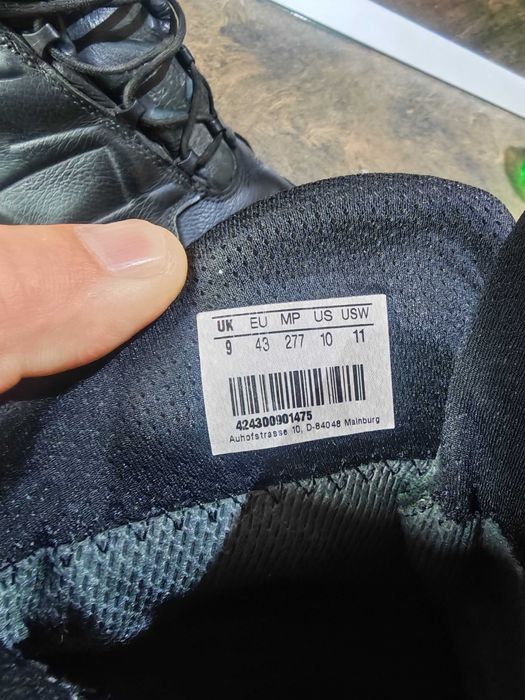 UK EU MP US USW
9 43 277 10 11
424300901475
Auhofstrasse 10, D-84048 Mainburg